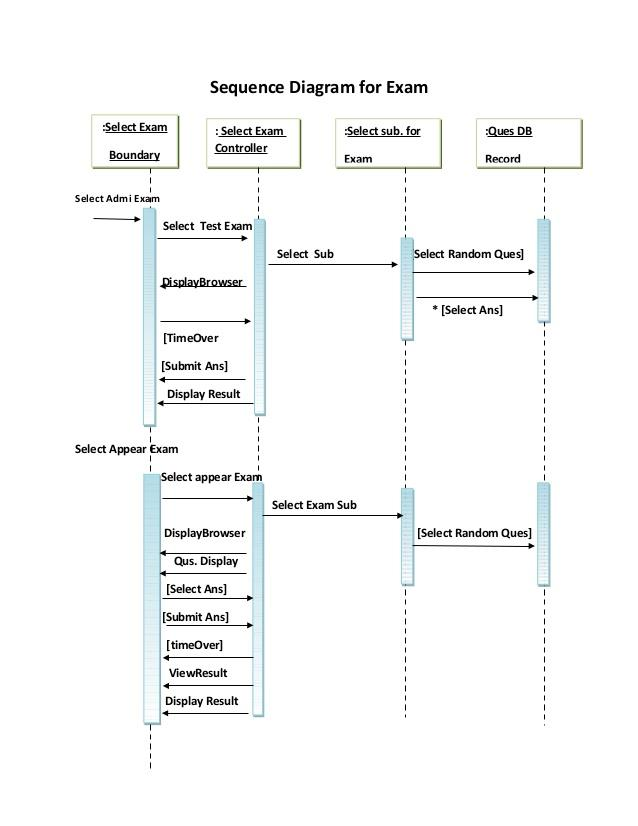 Sequence Diagram for Exam
:Select Exam
Boundary
: Select Exam
Controller
:Select sub. for
Exam
:Ques DB
Record
Select Admi Exam
Select Test Exam
Select Sub
Select Random Ques]
DisplayBrowser
* [Select Ans]
[TimeOver
[Submit Ans]
Display Result
Select Appear Exam
Select appear Exam
Select Exam Sub
DisplayBrowser
[Select Random Ques]
Qus. Display
[Select Ans]
[Submit Ans]
[timeOver]
ViewResult
Display Result